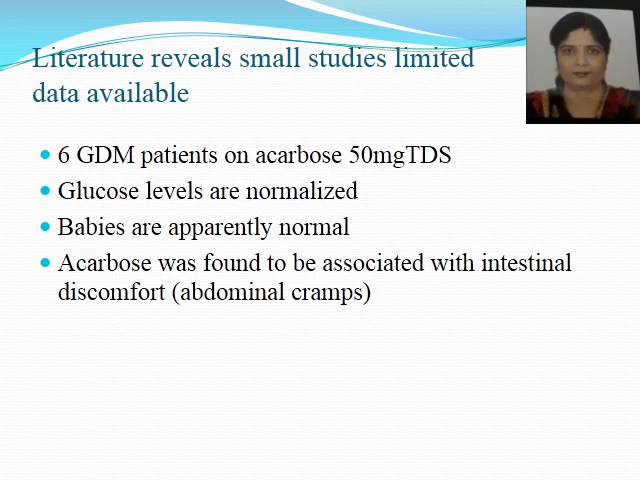 Literature reveals small studies limited
data available
6 GDM patients on acarbose 50mgTDS
Glucose levels are normalized
Babies are apparently normal
Acarbose was found to be associated with intestinal
discomfort (abdominal cramps)